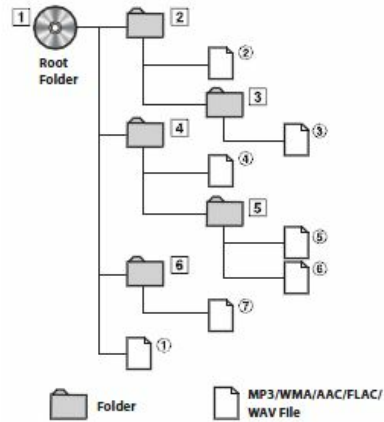 1
2
Root
Folder
②
3
③
4
④
5
⑤
⑥
6
⑦
①
Folder
MP3/WMA/AAC/FLAC/
WAV File